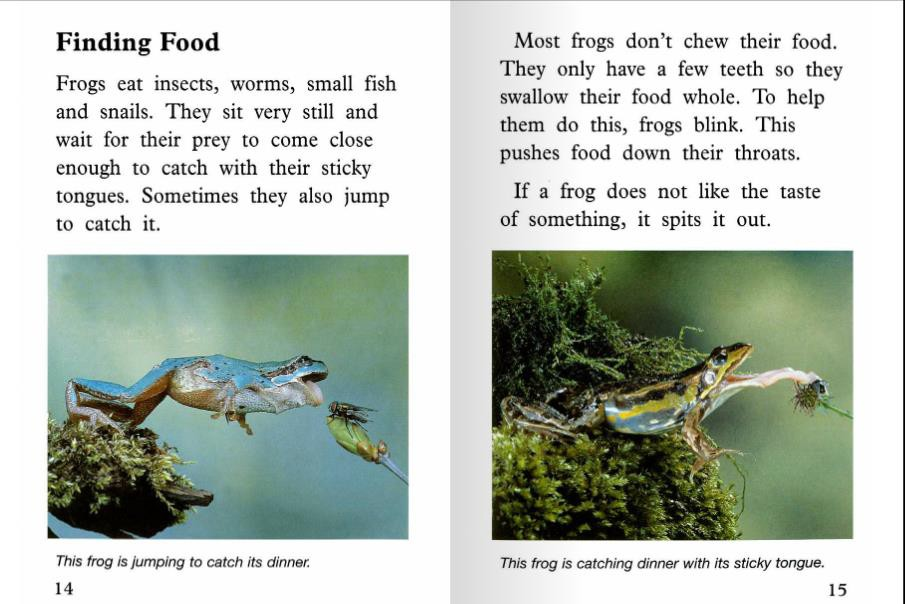 Finding Food
Frogs eat insects, worms, small fish
and snails. They sit very still and
wait for their prey to come close
enough to catch with their sticky
tongues. Sometimes they also jump
to catch it.
This frog is jumping to catch its dinner.
14
Most frogs don't chew their food.
They only have a few teeth so they
swallow their food whole. To help
them do this, frogs blink. This
pushes food down their throats.
If a frog does not like the taste
of something, it spits it out.
This frog is catching dinner with its sticky tongue.
15